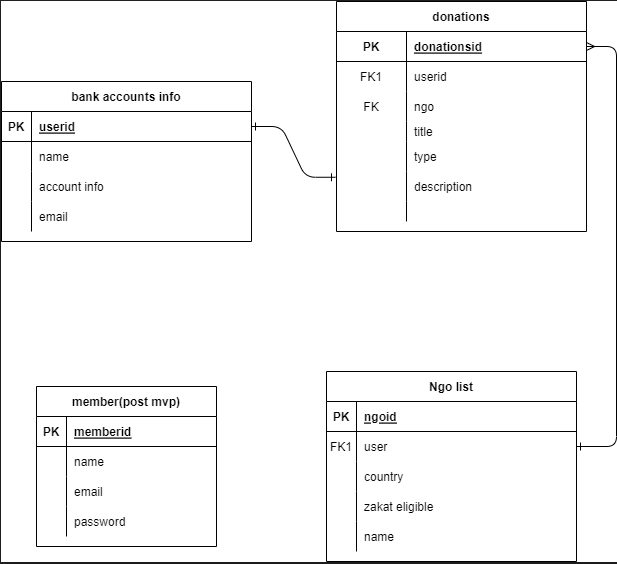 donations
PK donationsid
FK1 userid
FK ngo
title
type
description
bank accounts info
PK userid
name
account info
email
member(post mvp)
PK memberid
name
email
password
Ngo list
PK ngoid
FK1 user
country
zakat eligible
name